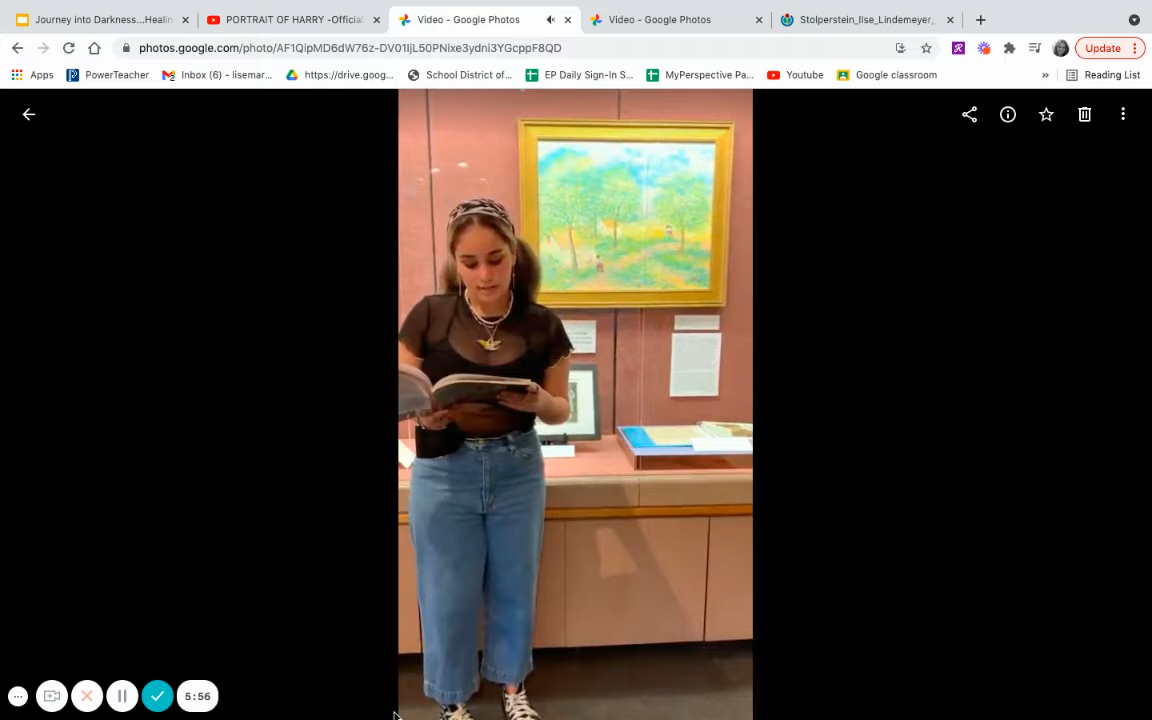 Journey into Darkness...Healin
PORTRAIT OF HARRY -Official
Video - Google Photos
Video - Google Photos
Stolperstein_Ilse_Lindemeyer_
photos.google.com/photo/AF1QipMD6dW76z-DV01IjL50PNixe3ydni3YGcppF8QD
Update
Apps
PowerTeacher
Inbox (6) - lisemar...
https://drive.goog...
School District of...
EP Daily Sign-In S...
MyPerspective Pa...
Youtube
Google classroom
»
Reading List
5:56